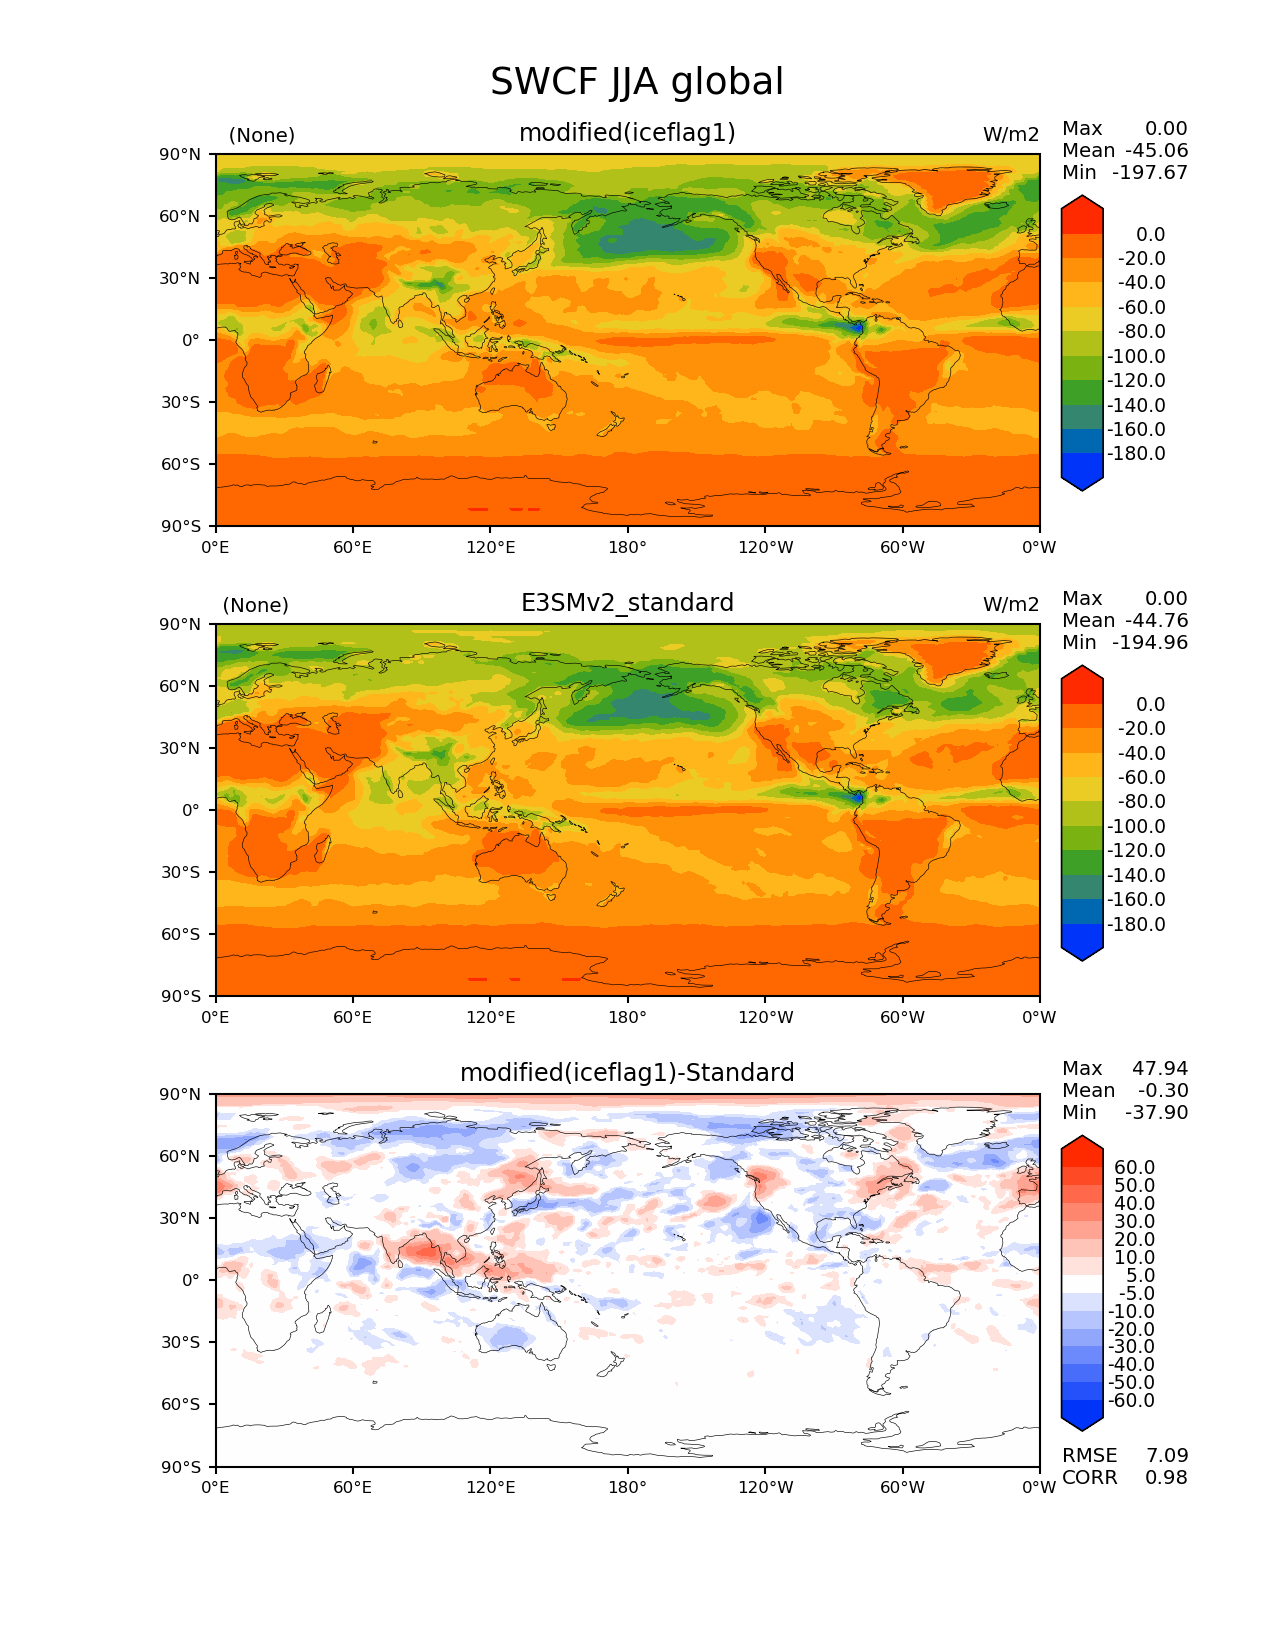 SWCF JJA global
(None) modified(iceflag1) W/m2
Max 0.00
Mean -45.06
Min -197.67
90°N
60°N
30°N
0°
30°S
60°S
90°S
0°E 60°E 120°E 180° 120°W 60°W 0°W
0.0
-20.0
-40.0
-60.0
-80.0
-100.0
-120.0
-140.0
-160.0
-180.0
(None) E3SMv2_standard W/m2
Max 0.00
Mean -44.76
Min -194.96
90°N
60°N
30°N
0°
30°S
60°S
90°S
0°E 60°E 120°E 180° 120°W 60°W 0°W
0.0
-20.0
-40.0
-60.0
-80.0
-100.0
-120.0
-140.0
-160.0
-180.0
modified(iceflag1)-Standard
Max 47.94
Mean -0.30
Min -37.90
90°N
60°N
30°N
0°
30°S
60°S
90°S
0°E 60°E 120°E 180° 120°W 60°W 0°W
60.0
50.0
40.0
30.0
20.0
10.0
5.0
-5.0
-10.0
-20.0
-30.0
-40.0
-50.0
-60.0
RMSE 7.09
CORR 0.98